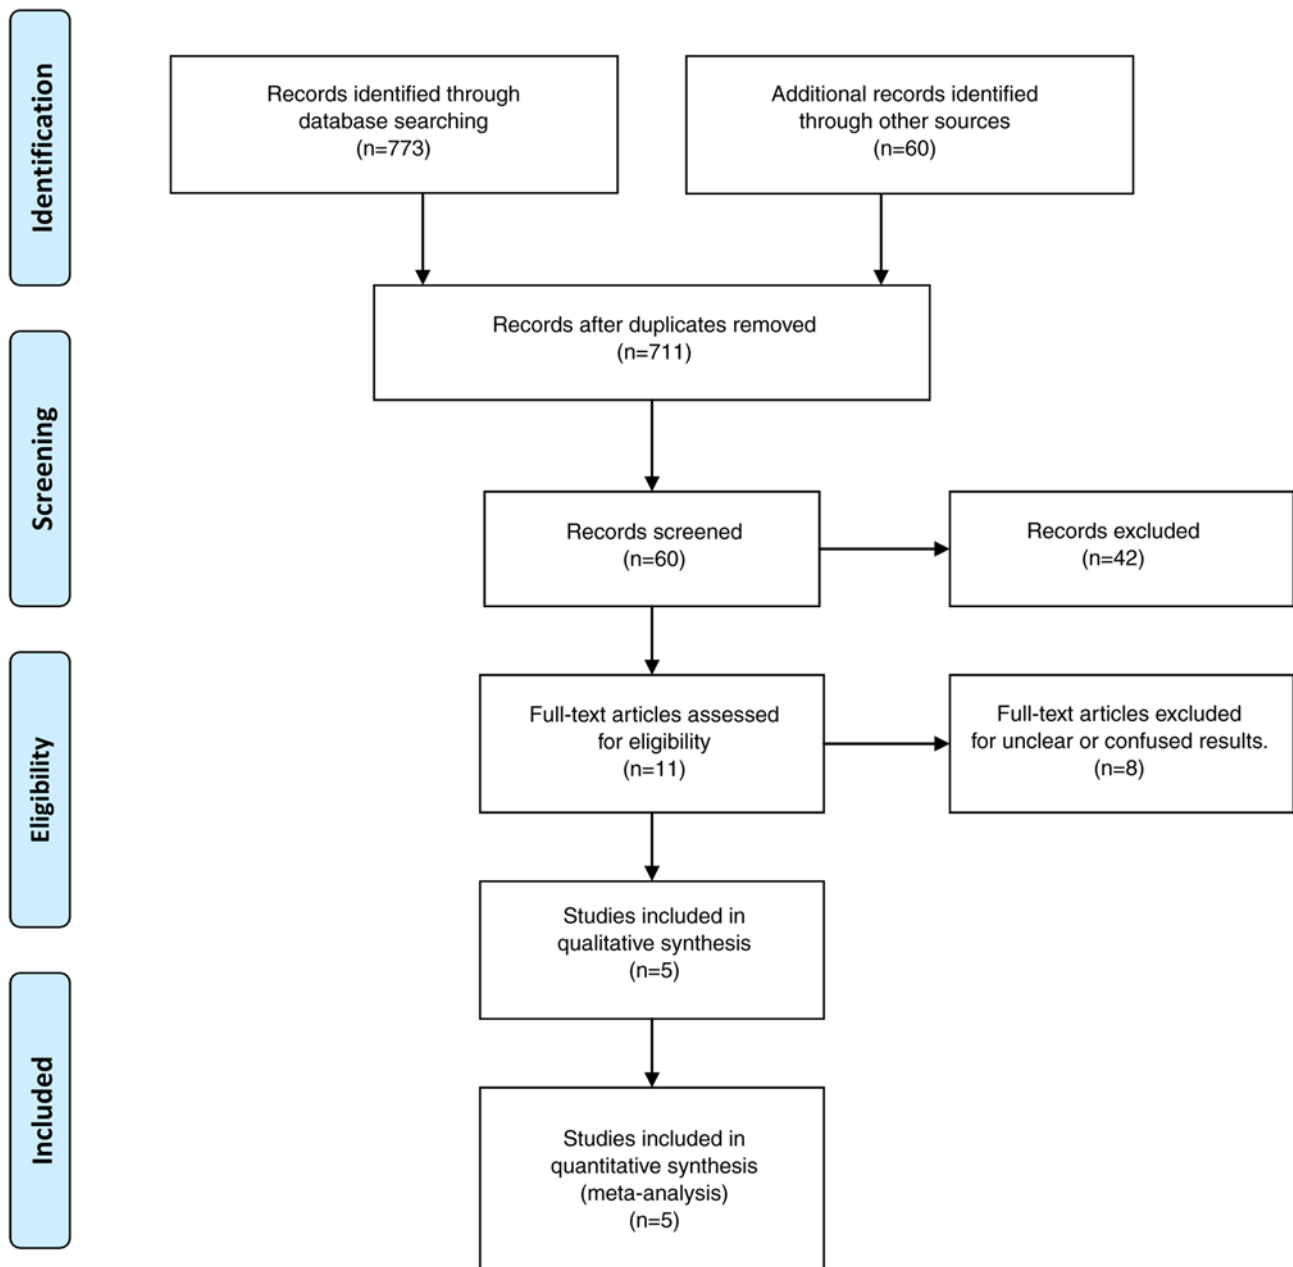 Identification
Records identified through
database searching
(n=773)
Additional records identified
through other sources
(n=60)
Records after duplicates removed
(n=711)
Screening
Records screened
(n=60)
Records excluded
(n=42)
Eligibility
Full-text articles assessed
for eligibility
(n=11)
Full-text articles excluded
for unclear or confused results.
(n=8)
Studies included in
qualitative synthesis
(n=5)
Included
Studies included in
quantitative synthesis
(meta-analysis)
(n=5)